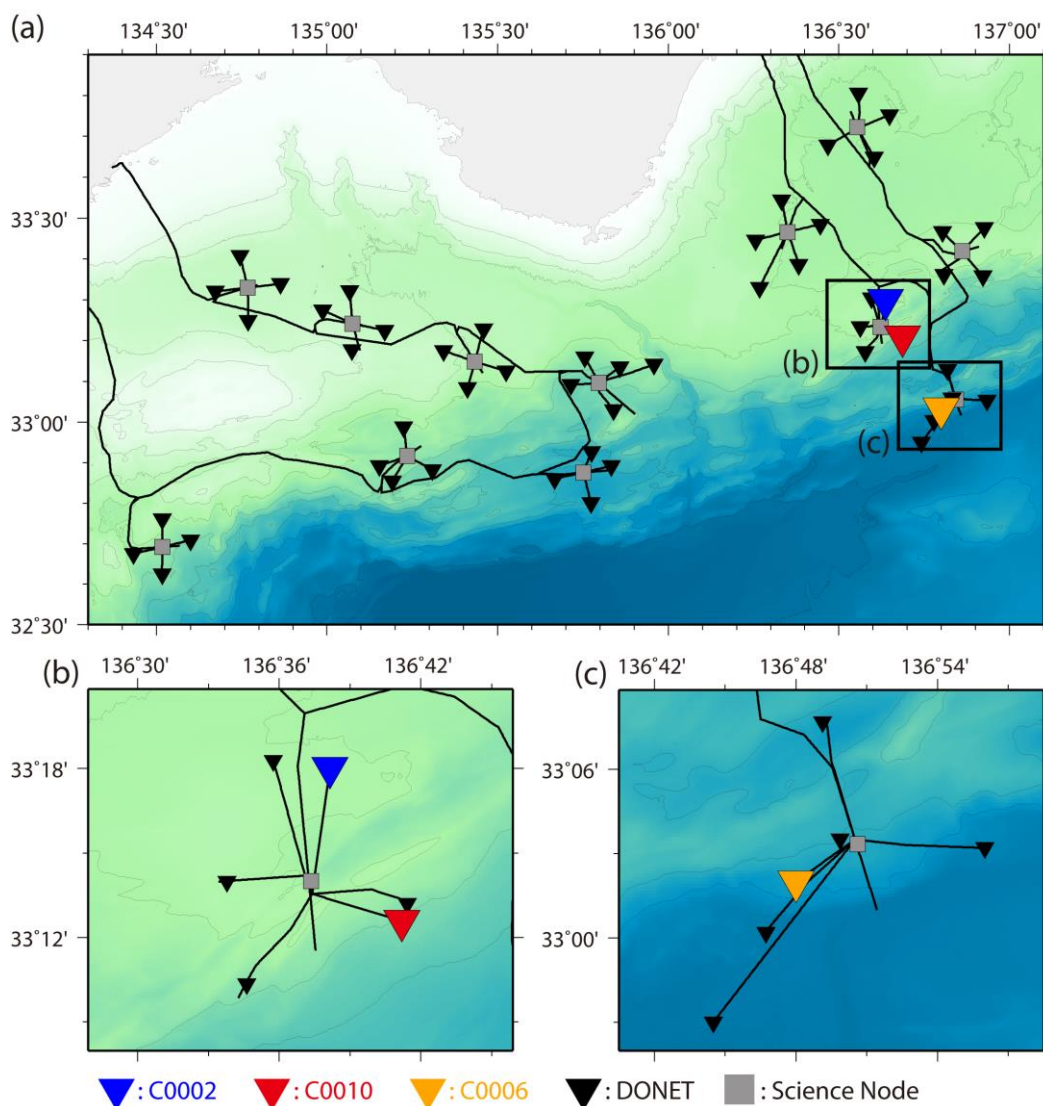 (a)
134˚30' 135˚00' 135˚30' 136˚00' 136˚30' 137˚00'
33˚30'
33˚00'
32˚30'
(b)
(c)
(b)
136˚30' 136˚36' 136˚42'
33˚18'
33˚12'
(c)
136˚42' 136˚48' 136˚54'
33˚06'
33˚00'
: C0002 : C0010 : C0006 : DONET : Science Node